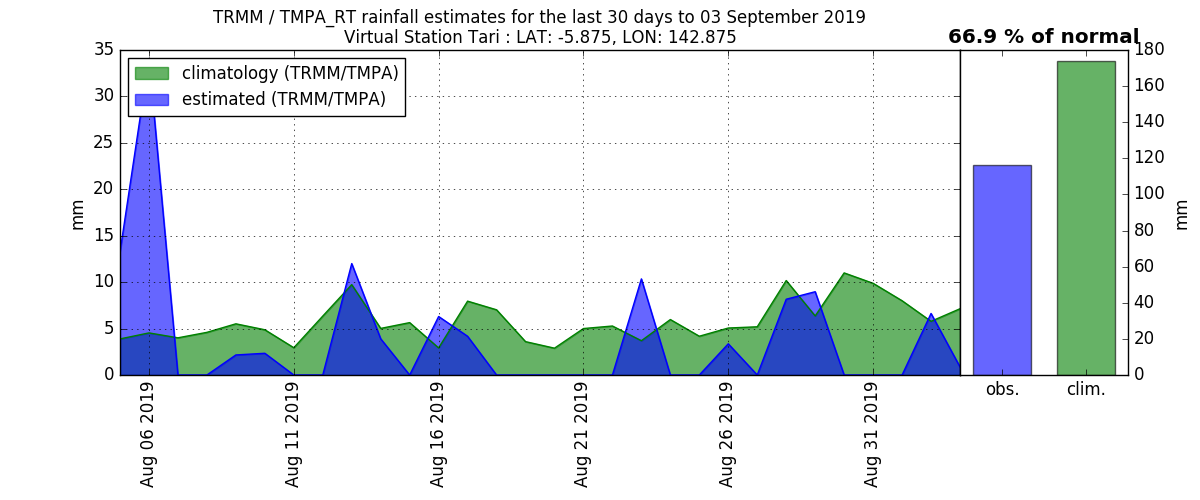 TRMM / TMPA_RT rainfall estimates for the last 30 days to 03 September 2019
Virtual Station Tari : LAT: -5.875, LON: 142.875
66.9 % of normal
climatology (TRMM/TMPA)
estimated (TRMM/TMPA)
mm
35
30
25
20
15
10
5
0
Aug 06 2019
Aug 11 2019
Aug 16 2019
Aug 21 2019
Aug 26 2019
Aug 31 2019
obs.
clim.
180
160
140
120
100
80
60
40
20
0
mm